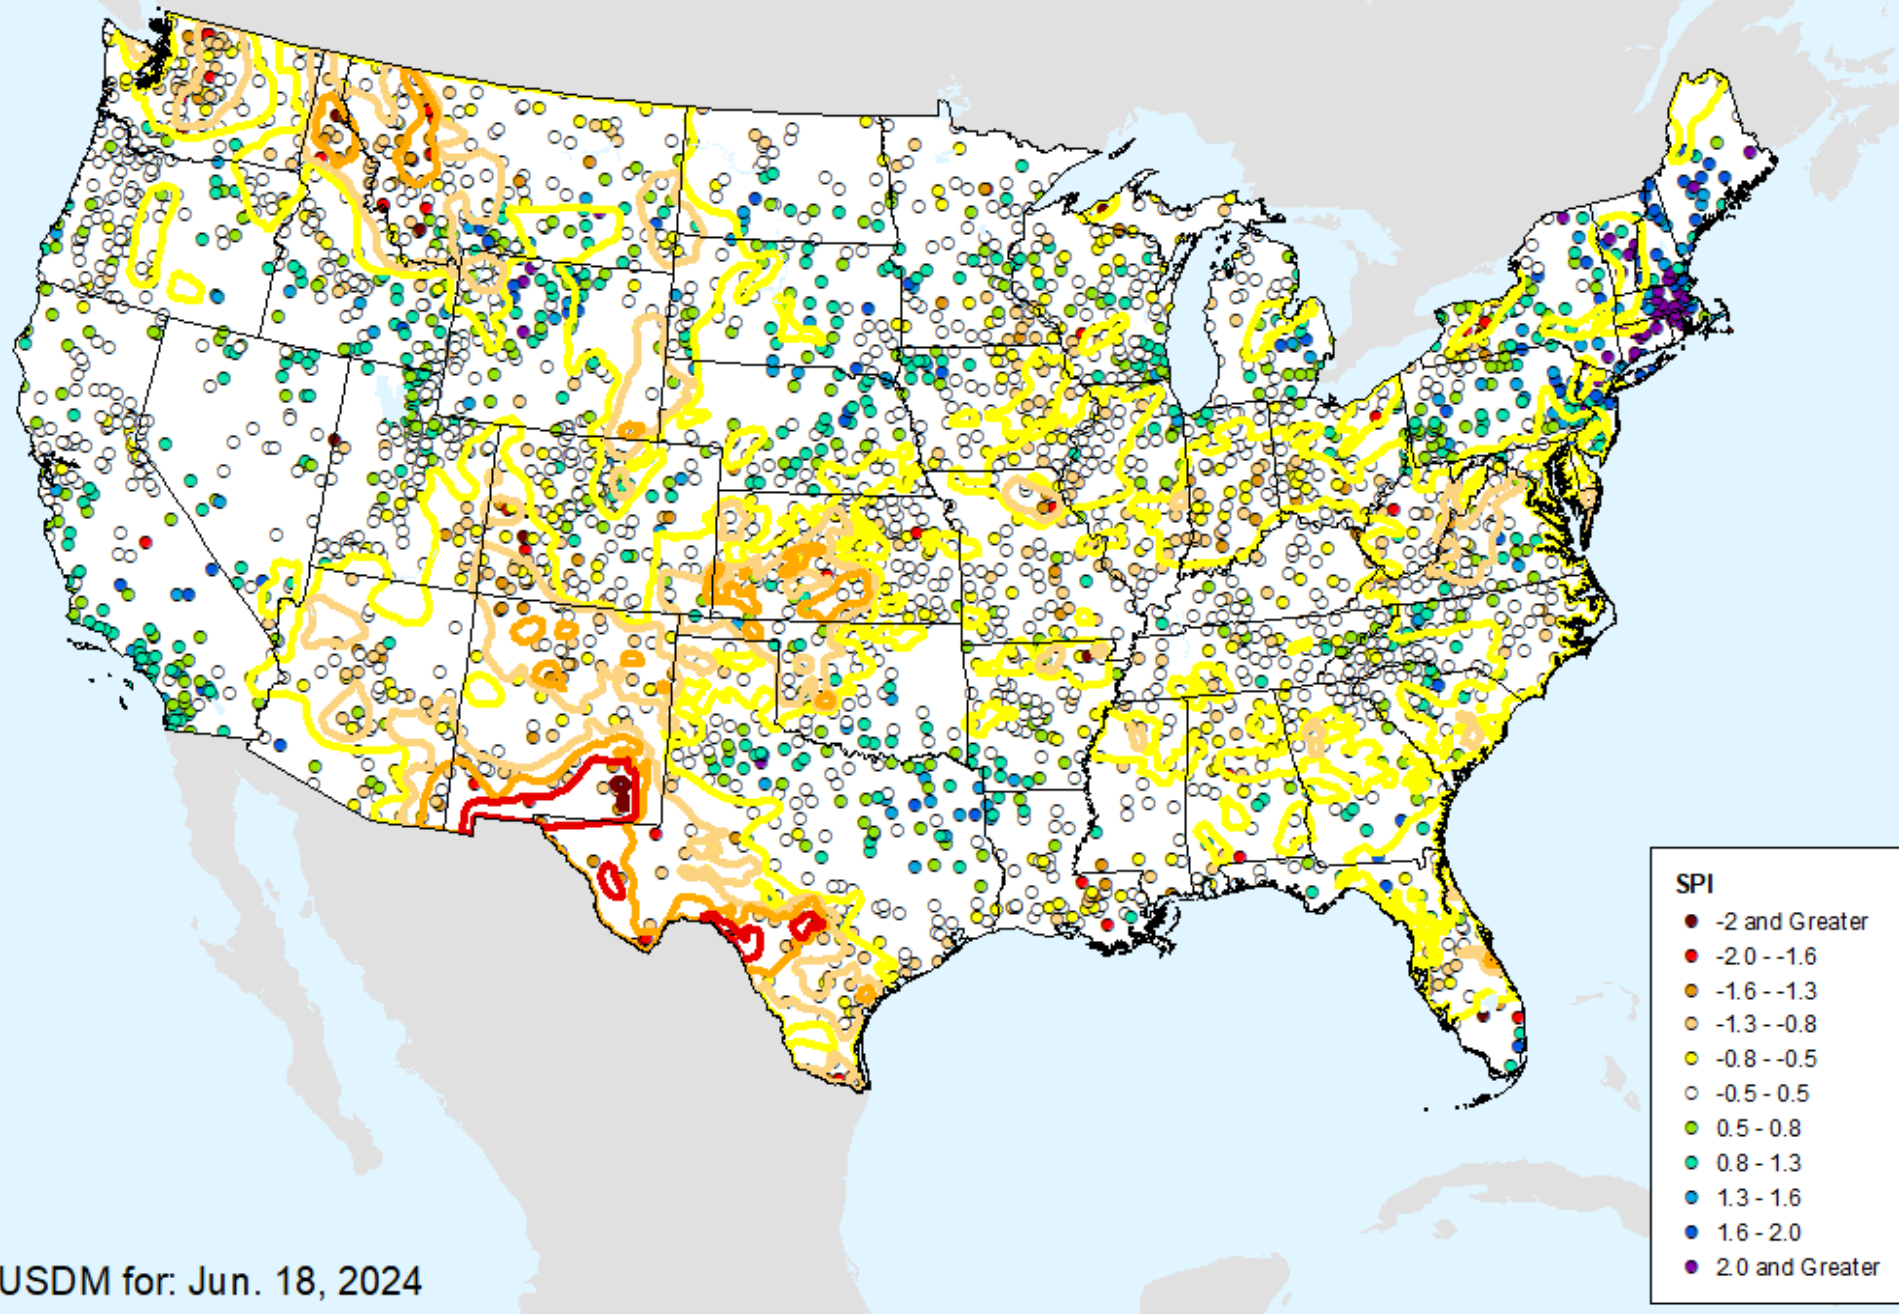 SPI
-2 and Greater
-2.0 - -1.6
-1.6 - -1.3
-1.3 - -0.8
-0.8 - -0.5
-0.5 - 0.5
0.5 - 0.8
0.8 - 1.3
1.3 - 1.6
1.6 - 2.0
2.0 and Greater
USDM for: Jun. 18, 2024